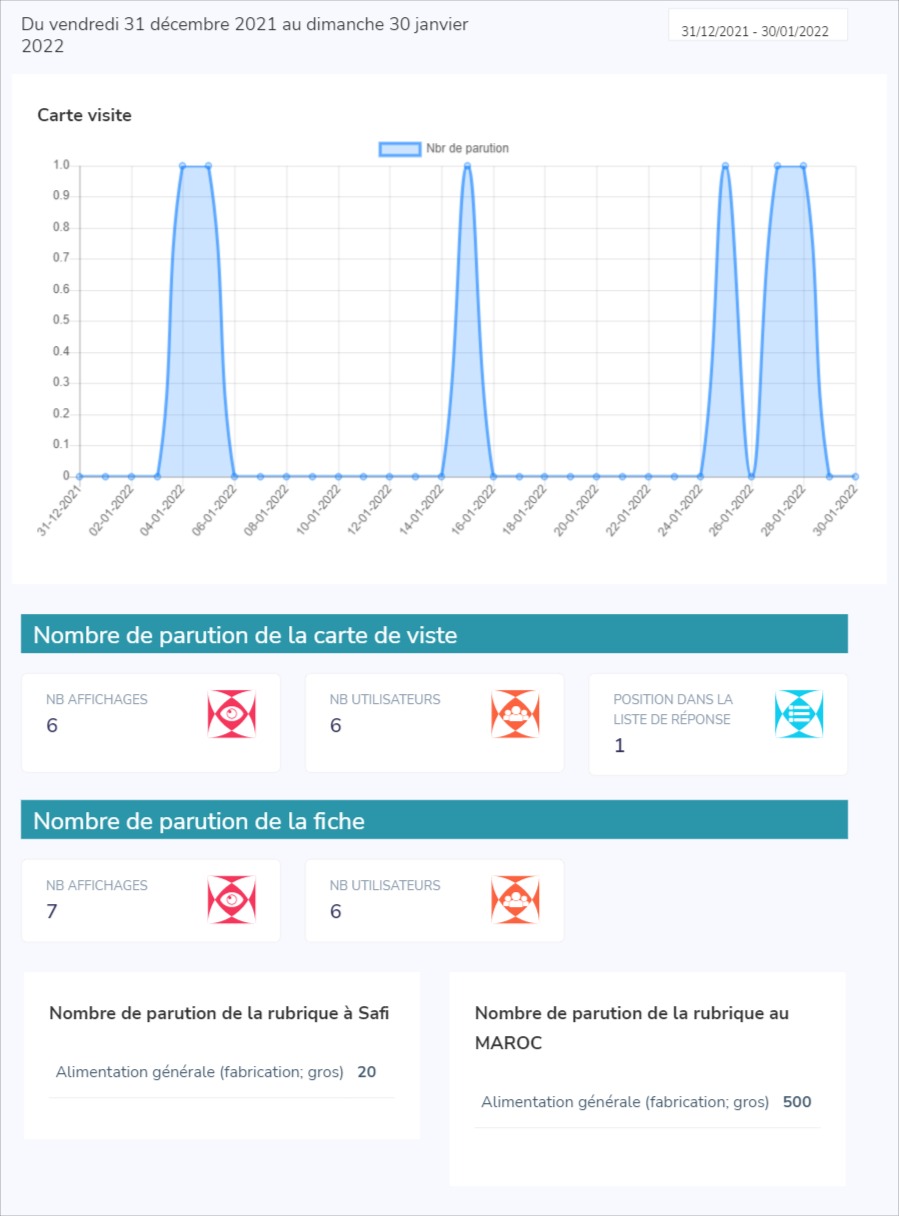 Du vendredi 31 décembre 2021 au dimanche 30 janvier
2022
31/12/2021 - 30/01/2022
Carte visite
Nbr de parution
1.0
0.9
0.8
0.7
0.6
0.5
0.4
0.3
0.2
0.1
0
31-12-2021
02-01-2022
04-01-2022
06-01-2022
08-01-2022
10-01-2022
12-01-2022
14-01-2022
16-01-2022
18-01-2022
20-01-2022
22-01-2022
24-01-2022
26-01-2022
28-01-2022
30-01-2022
Nombre de parution de la carte de viste
NB AFFICHAGES
6
NB UTILISATEURS
6
POSITION DANS LA
LISTE DE RÉPONSE
1
Nombre de parution de la fiche
NB AFFICHAGES
7
NB UTILISATEURS
6
Nombre de parution de la rubrique à Safi
Alimentation générale (fabrication; gros) 20
Nombre de parution de la rubrique au
MAROC
Alimentation générale (fabrication; gros) 500